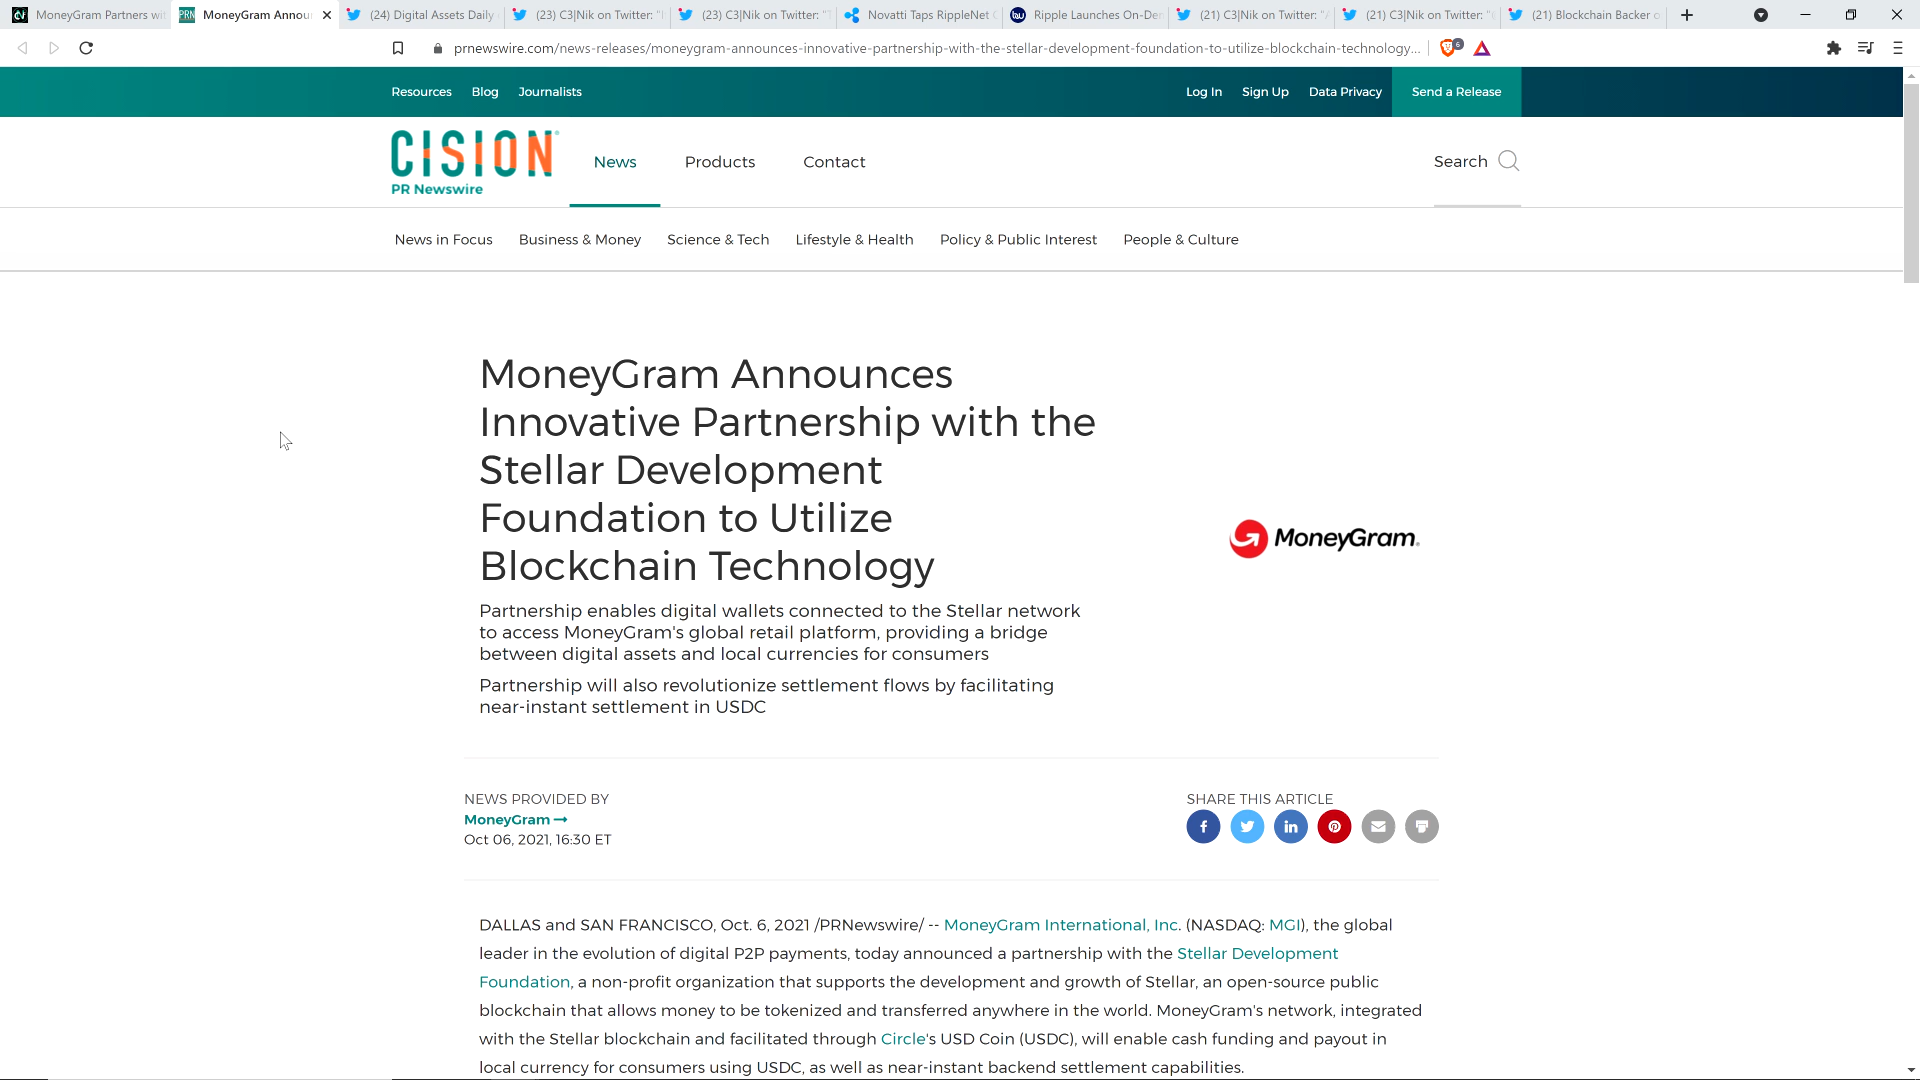 MoneyGram Partners wi
MoneyGram Annou
(24) Digital Assets Daily
(23) C3|Nik on Twitter: "
(23) C3|Nik on Twitter: "
Novatti Taps RippleNet
Ripple Launches On-De
(21) C3|Nik on Twitter: "
(21) C3|Nik on Twitter: "
(21) Blockchain Backer
prnewswire.com/news-releases/moneygram-announces-innovative-partnership-with-the-stellar-development-foundation-to-utilize-blockchain-technology...
6
Resources Blog Journalists
Log In Sign Up Data Privacy Send a Release
CISION
PR Newswire
News Products Contact
Search
News in Focus Business & Money Science & Tech Lifestyle & Health Policy & Public Interest People & Culture
MoneyGram Announces
Innovative Partnership with the
Stellar Development
Foundation to Utilize
Blockchain Technology
MoneyGram.
Partnership enables digital wallets connected to the Stellar network
to access MoneyGram's global retail platform, providing a bridge
between digital assets and local currencies for consumers
Partnership will also revolutionize settlement flows by facilitating
near-instant settlement in USDC
NEWS PROVIDED BY
MoneyGram →
Oct 06, 2021, 16:30 ET
SHARE THIS ARTICLE
DALLAS and SAN FRANCISCO, Oct. 6, 2021 /PRNewswire/ -- MoneyGram International, Inc. (NASDAQ: MGI), the global
leader in the evolution of digital P2P payments, today announced a partnership with the Stellar Development
Foundation, a non-profit organization that supports the development and growth of Stellar, an open-source public
blockchain that allows money to be tokenized and transferred anywhere in the world. MoneyGram's network, integrated
with the Stellar blockchain and facilitated through Circle's USD Coin (USDC), will enable cash funding and payout in
local currency for consumers using USDC, as well as near-instant backend settlement capabilities.